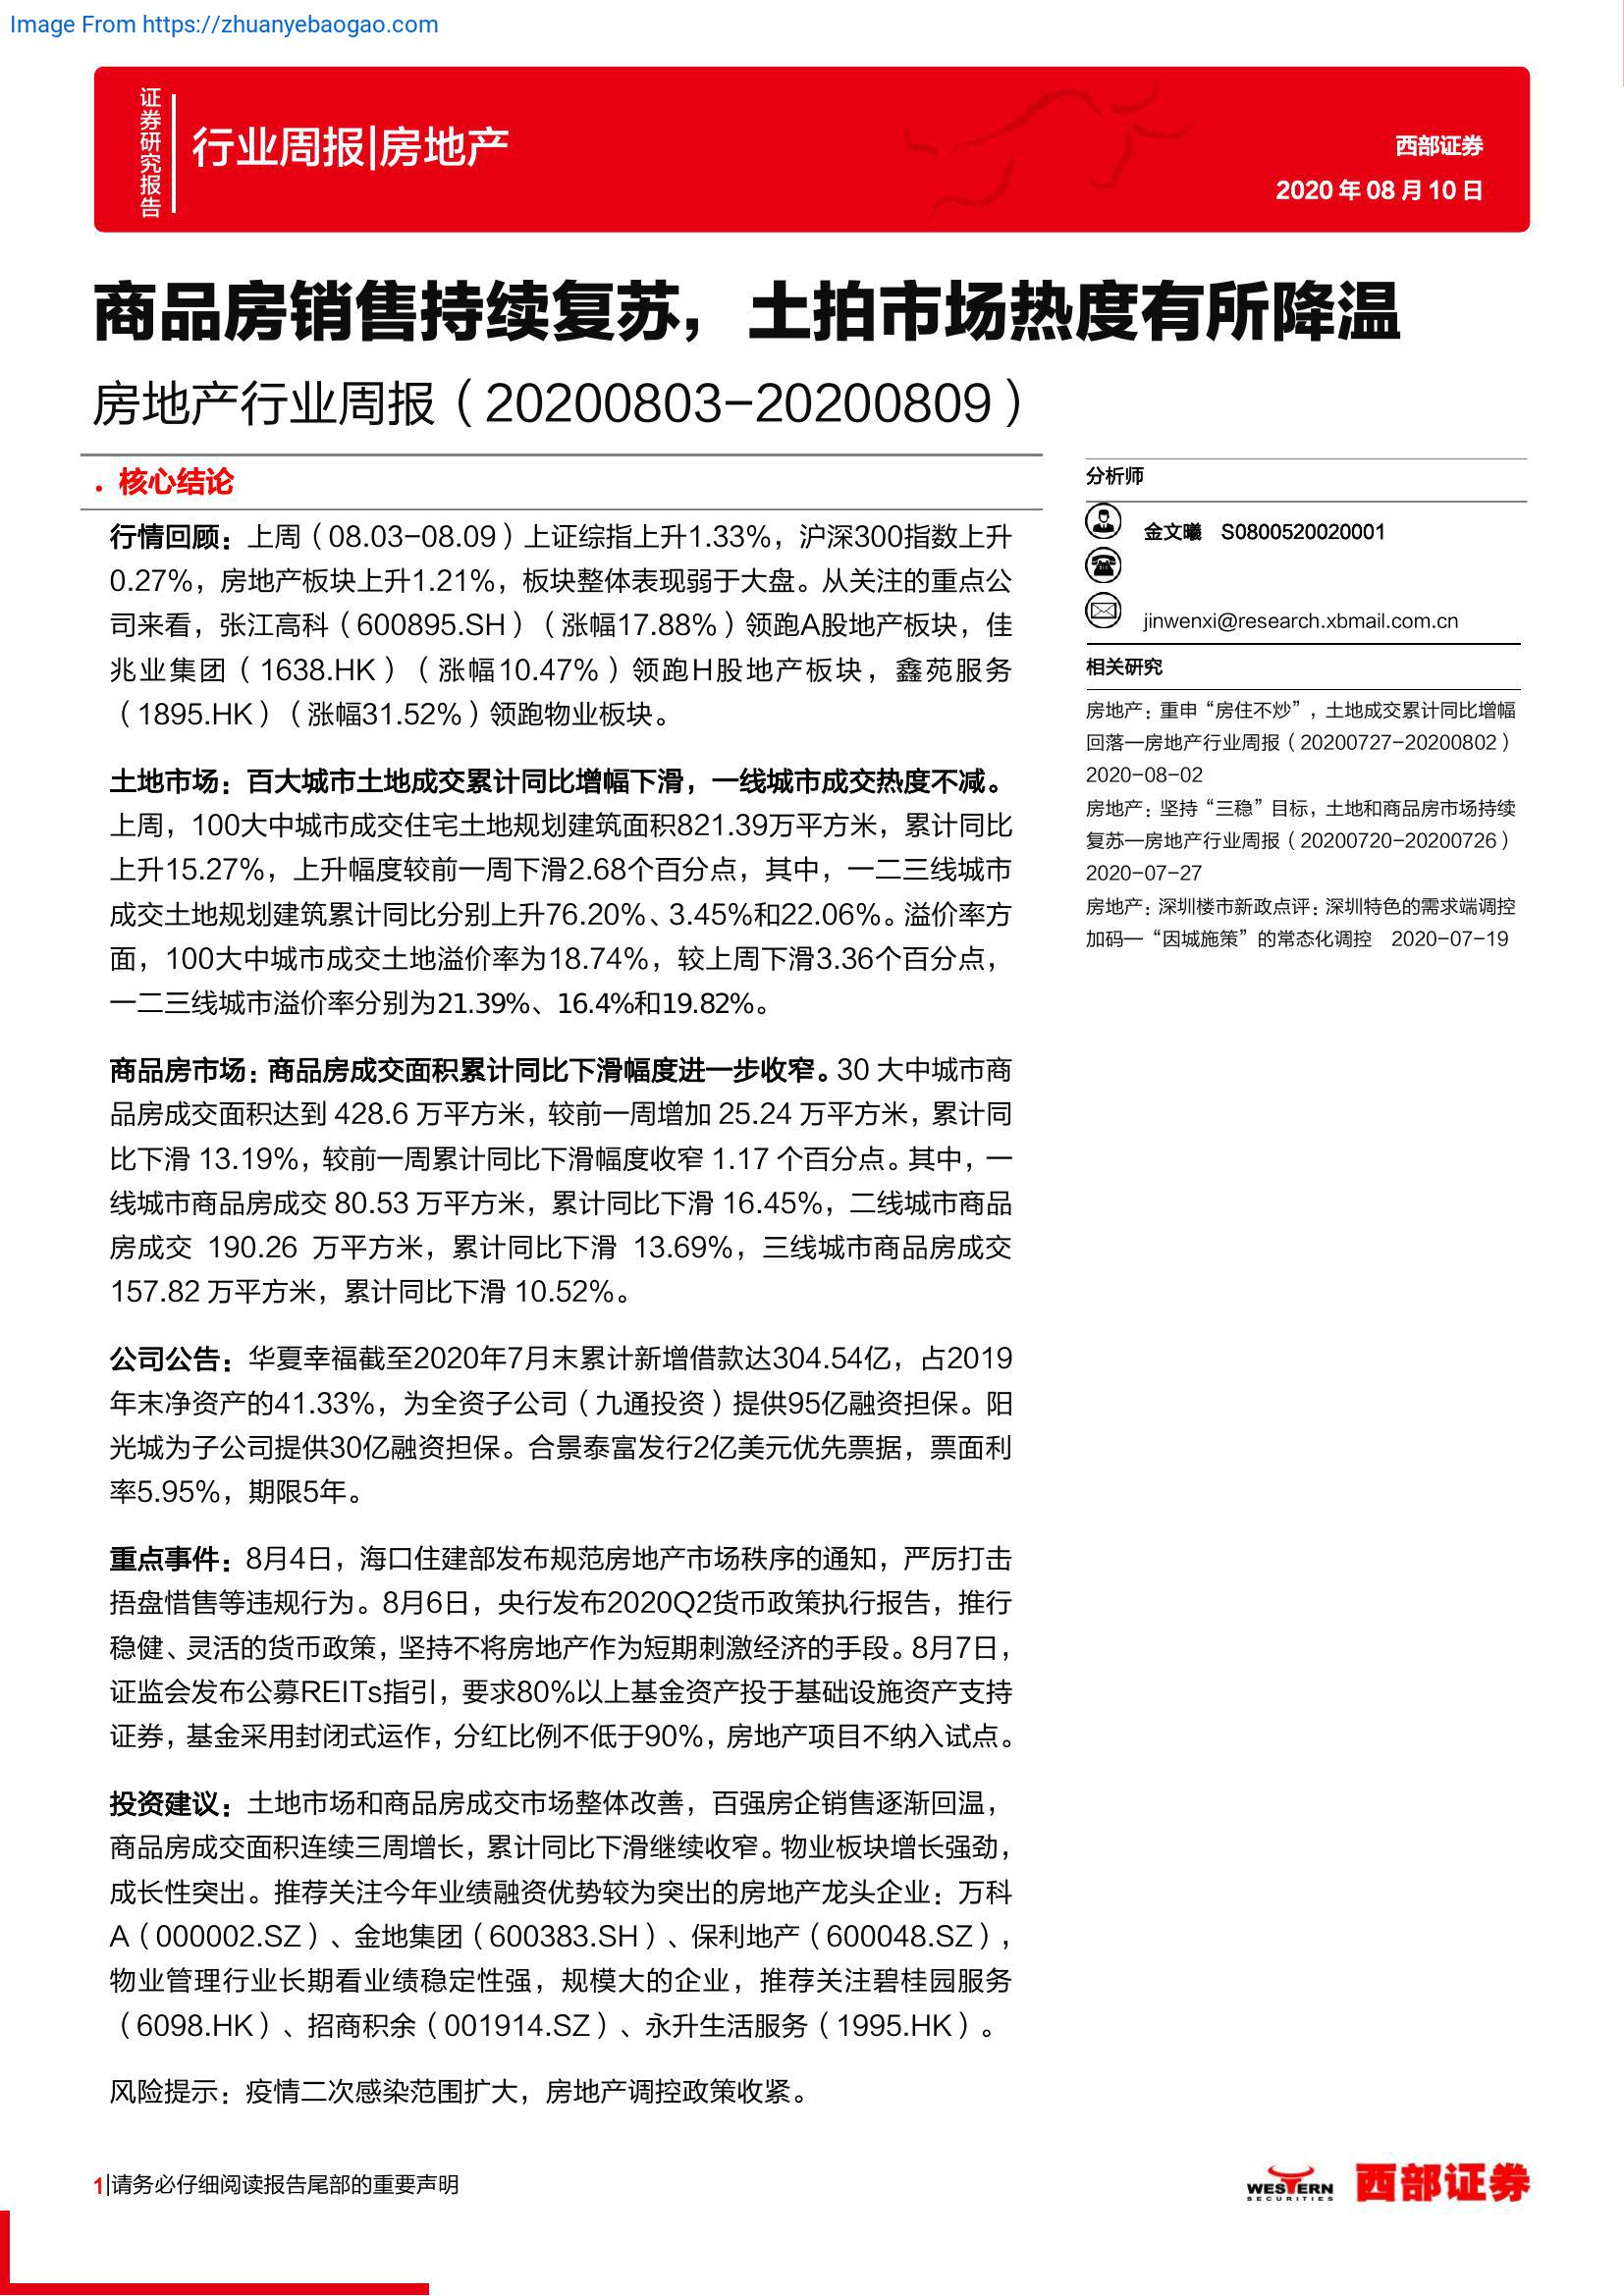 Image From https://zhuanyebaogao.com
证券研究报告
行业周报|房地产
西部证券
2020 年 08 月 10 日
商品房销售持续复苏，土拍市场热度有所降温
房地产行业周报（20200803-20200809）
• 核心结论
行情回顾：上周（08.03-08.09）上证综指上升1.33%，沪深300指数上升
0.27%，房地产板块上升1.21%，板块整体表现弱于大盘。从关注的重点公
司来看，张江高科（600895.SH）（涨幅17.88%）领跑A股地产板块，佳
兆业集团（1638.HK）（涨幅10.47%）领跑H股地产板块，鑫苑服务
（1895.HK）（涨幅31.52%）领跑物业板块。
土地市场：百大城市土地成交累计同比增幅下滑，一线城市成交热度不减。
上周，100大中城市成交住宅土地规划建筑面积821.39万平方米，累计同比
上升15.27%，上升幅度较前一周下滑2.68个百分点，其中，一二三线城市
成交土地规划建筑累计同比分别上升76.20%、3.45%和22.06%。溢价率方
面，100大中城市成交土地溢价率为18.74%，较上周下滑3.36个百分点，
一二三线城市溢价率分别为21.39%、16.4%和19.82%。
商品房市场：商品房成交面积累计同比下滑幅度进一步收窄。30 大中城市商
品房成交面积达到 428.6 万平方米，较前一周增加 25.24 万平方米，累计同
比下滑 13.19%，较前一周累计同比下滑幅度收窄 1.17 个百分点。其中，一
线城市商品房成交 80.53 万平方米，累计同比下滑 16.45%，二线城市商品
房成交 190.26 万平方米，累计同比下滑 13.69%，三线城市商品房成交
157.82 万平方米，累计同比下滑 10.52%。
公司公告：华夏幸福截至2020年7月末累计新增借款达304.54亿，占2019
年末净资产的41.33%，为全资子公司（九通投资）提供95亿融资担保。阳
光城为子公司提供30亿融资担保。合景泰富发行2亿美元优先票据，票面利
率5.95%，期限5年。
重点事件：8月4日，海口住建部发布规范房地产市场秩序的通知，严厉打击
捂盘惜售等违规行为。8月6日，央行发布2020Q2货币政策执行报告，推行
稳健、灵活的货币政策，坚持不将房地产作为短期刺激经济的手段。8月7日，
证监会发布公募REITs指引，要求80%以上基金资产投于基础设施资产支持
证券，基金采用封闭式运作，分红比例不低于90%，房地产项目不纳入试点。
投资建议：土地市场和商品房成交市场整体改善，百强房企销售逐渐回温，
商品房成交面积连续三周增长，累计同比下滑继续收窄。物业板块增长强劲，
成长性突出。推荐关注今年业绩融资优势较为突出的房地产龙头企业：万科
A（000002.SZ）、金地集团（600383.SH）、保利地产（600048.SZ），
物业管理行业长期看业绩稳定性强，规模大的企业，推荐关注碧桂园服务
（6098.HK）、招商积余（001914.SZ）、永升生活服务（1995.HK）。
风险提示：疫情二次感染范围扩大，房地产调控政策收紧。
分析师
金文曦 S0800520020001
jinwenxi@research.xbmail.com.cn
相关研究
房地产：重申“房住不炒”，土地成交累计同比增幅
回落—房地产行业周报（20200727-20200802）
2020-08-02
房地产：坚持“三稳”目标，土地和商品房市场持续
复苏—房地产行业周报（20200720-20200726）
2020-07-27
房地产：深圳楼市新政点评：深圳特色的需求端调控
加码—“因城施策”的常态化调控 2020-07-19
1|请务必仔细阅读报告尾部的重要声明
WESTERN
SECURITIES
西部证券